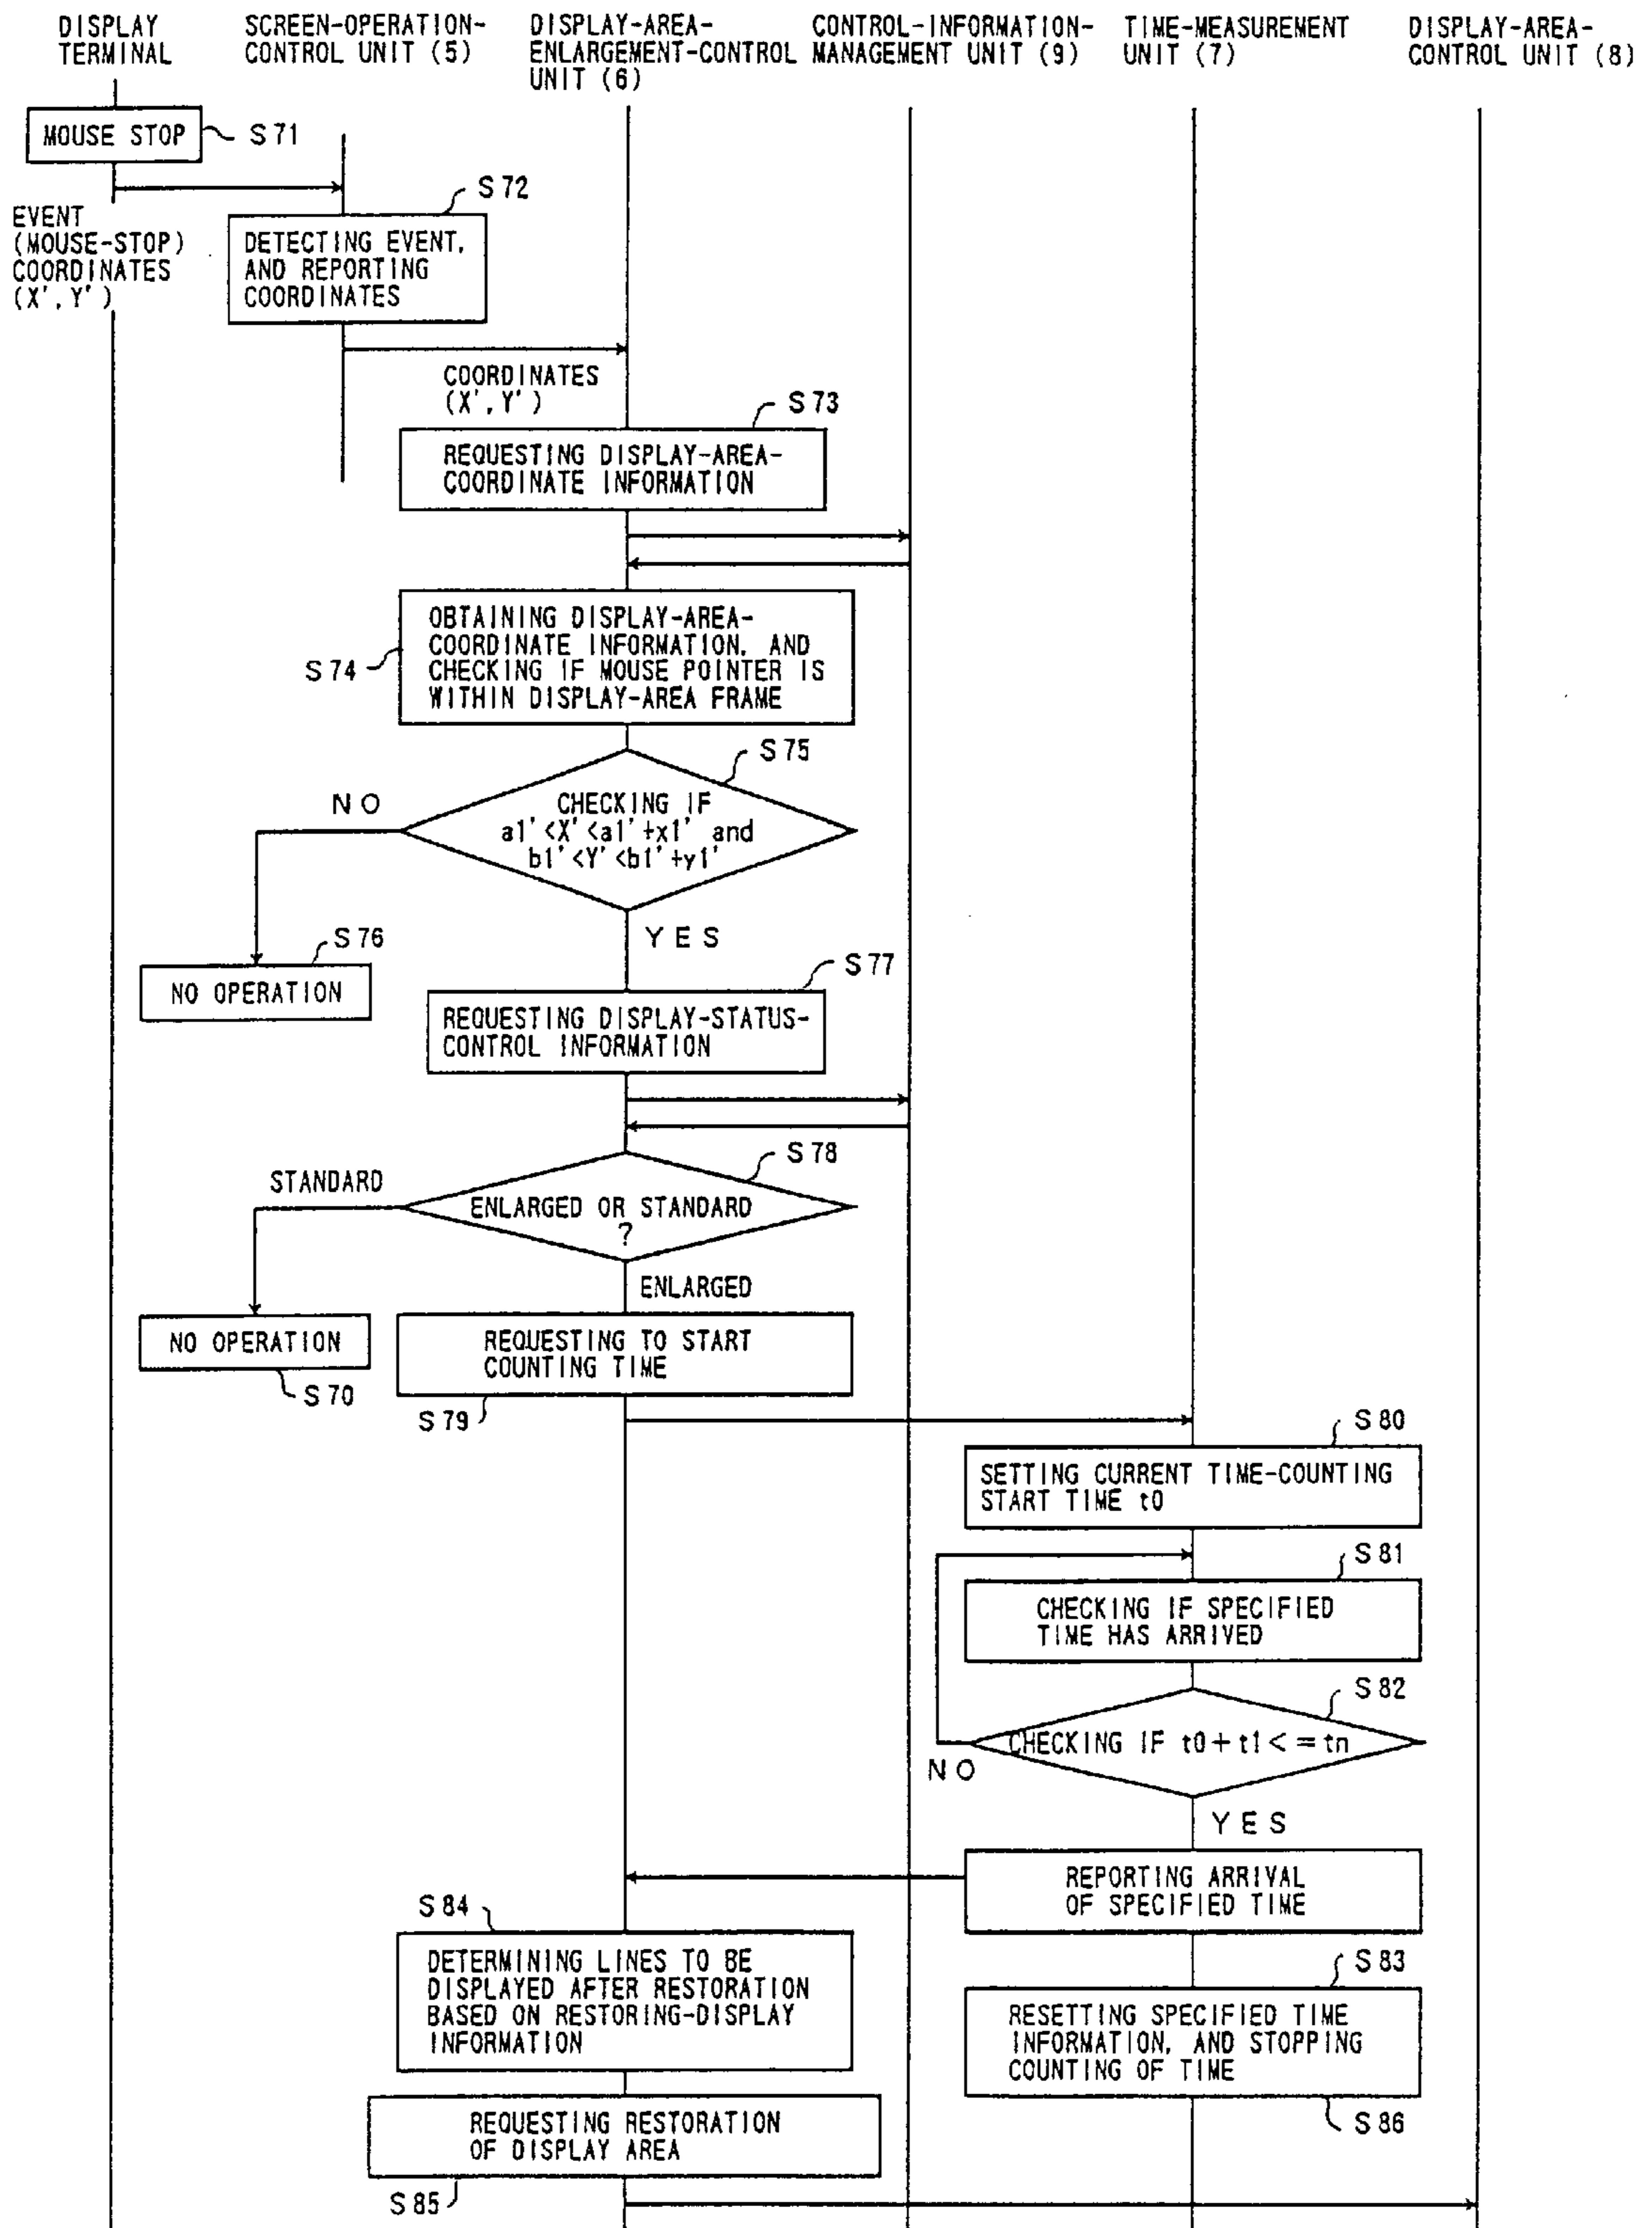 DISPLAY
TERMINAL
SCREEN-OPERATION-
CONTROL UNIT (5)
DISPLAY-AREA-
ENLARGEMENT-CONTROL
UNIT (6)
CONTROL-INFORMATION-
MANAGEMENT UNIT (9)
TIME-MEASUREMENT
UNIT (7)
DISPLAY-AREA-
CONTROL UNIT (8)
MOUSE STOP
S71
EVENT
(MOUSE-STOP)
COORDINATES
(X', Y')
S72
DETECTING EVENT,
AND REPORTING
COORDINATES
COORDINATES
(X', Y')
S73
REQUESTING DISPLAY-AREA-
COORDINATE INFORMATION
S74
OBTAINING DISPLAY-AREA-
COORDINATE INFORMATION, AND
CHECKING IF MOUSE POINTER IS
WITHIN DISPLAY-AREA FRAME
S75
CHECKING IF
a1'<X'<a1'+x1' and
b1'<Y'<b1'+y1'
NO
YES
S76
NO OPERATION
S77
REQUESTING DISPLAY-STATUS-
CONTROL INFORMATION
S78
ENLARGED OR STANDARD
?
STANDARD
ENLARGED
NO OPERATION
S70
REQUESTING TO START
COUNTING TIME
S79
S80
SETTING CURRENT TIME-COUNTING
START TIME t0
S81
CHECKING IF SPECIFIED
TIME HAS ARRIVED
S82
CHECKING IF t0+t1<=tn
NO
YES
REPORTING ARRIVAL
OF SPECIFIED TIME
S84
DETERMINING LINES TO BE
DISPLAYED AFTER RESTORATION
BASED ON RESTORING-DISPLAY
INFORMATION
S83
RESETTING SPECIFIED TIME
INFORMATION, AND STOPPING
COUNTING OF TIME
S86
REQUESTING RESTORATION
OF DISPLAY AREA
S85